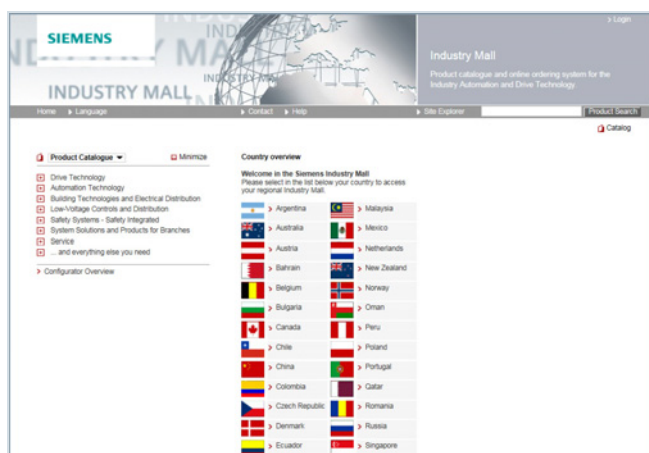 SIEMENS
INDUSTRY MALL
Login
Industry Mall
Product catalogue and online ordering system for the
Industry Automation and Drive Technology.
Home Language Contact Help Site Explorer Product Search
Catalog
Product Catalogue Minimize
Drive Technology
Automation Technology
Building Technologies and Electrical Distribution
Low-Voltage Controls and Distribution
Safety Systems - Safety Integrated
System Solutions and Products for Branches
Service
... and everything else you need
Configurator Overview
Country overview
Welcome in the Siemens Industry Mall
Please select in the list below your country to access
your regional Industry Mall.
Argentina Malaysia
Australia Mexico
Austria Netherlands
Bahrain New Zealand
Belgium Norway
Bulgaria Oman
Canada Peru
Chile Poland
China Portugal
Colombia Qatar
Czech Republic Romania
Denmark Russia
Ecuador Singapore